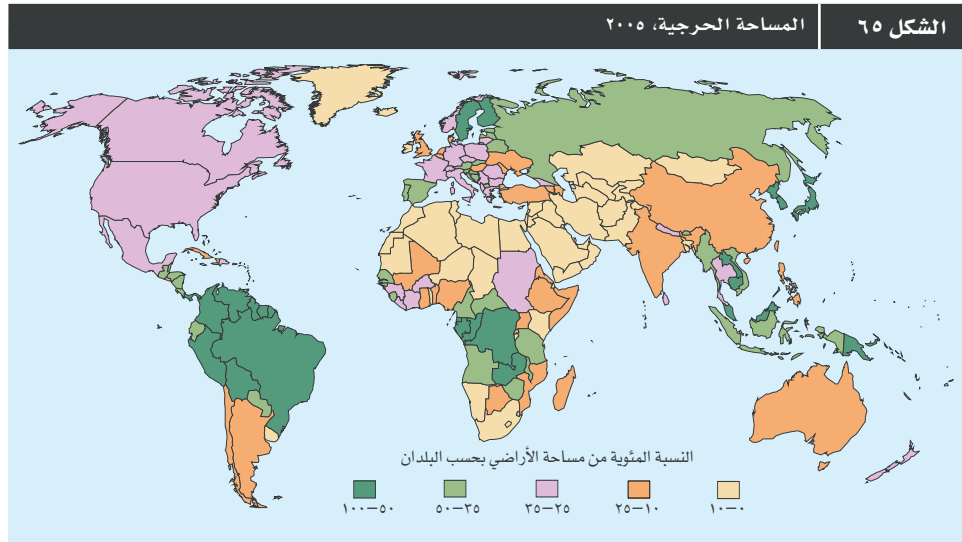 الشكل ٦٥
المساحة الحرجية، ٢٠٠٥
النسبة المئوية من مساحة الأراضي بحسب البلدان
٠–١٠
١٠–٢٥
٢٥–٣٥
٣٥–٥٠
٥٠–١٠٠